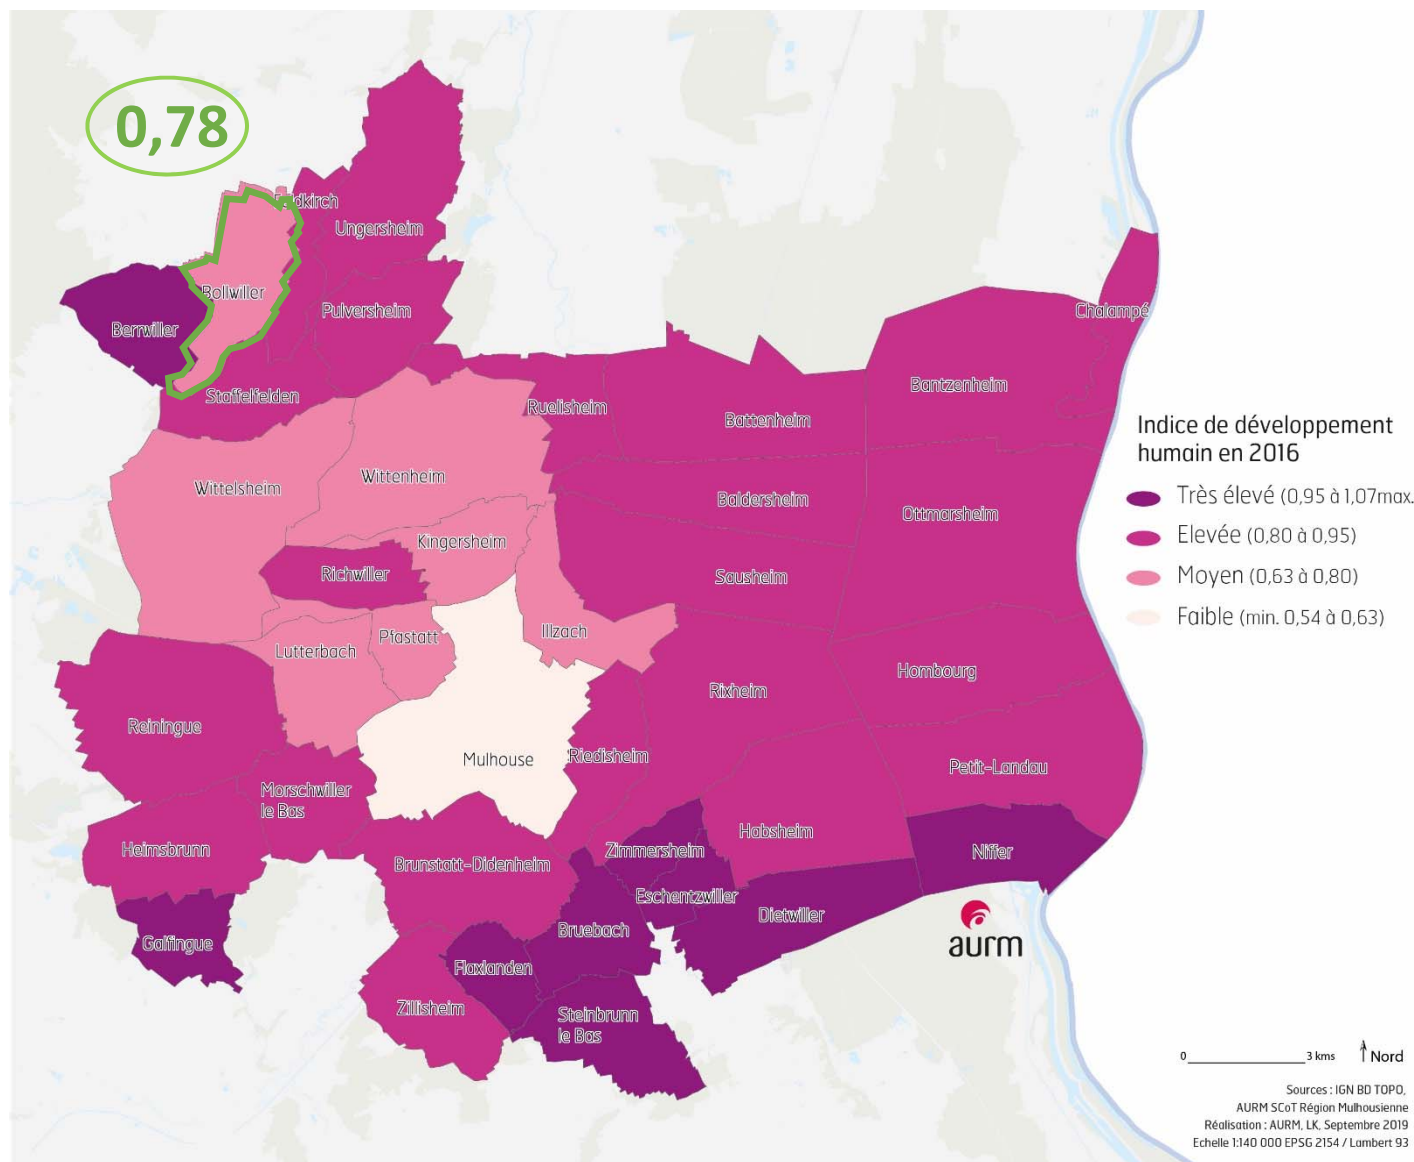 0,78
Feldkirch
Ungersheim
Bollwiller
Berrwiller
Pulversheim
Chalampé
Staffelfelden
Ruelisheim
Battenheim
Bantzenheim
Indice de développement
humain en 2016
Très élevé (0,95 à 1,07max.
Elevée (0,80 à 0,95)
Moyen (0,63 à 0,80)
Faible (min. 0,54 à 0,63)
Wittelsheim
Wittenheim
Baldersheim
Ottmarsheim
Kingersheim
Richwiller
Sausheim
Illzach
Pfastatt
Lutterbach
Hombourg
Rixheim
Reiningue
Mulhouse
Riedisheim
Petit-Landau
Morschwiller
le Bas
Habsheim
Heimsbrunn
Brunstatt-Didenheim
Zimmersheim
Niffer
Eschentzwiller
Dietwiller
Galfingue
Bruebach
aurm
Flaxlanden
Zillisheim
Steinbrunn
le Bas
0 3 kms Nord
Sources : IGN BD TOPO,
AURM SCoT Région Mulhousienne
Réalisation : AURM, LK, Septembre 2019
Echelle 1:140 000 EPSG 2154 / Lambert 93